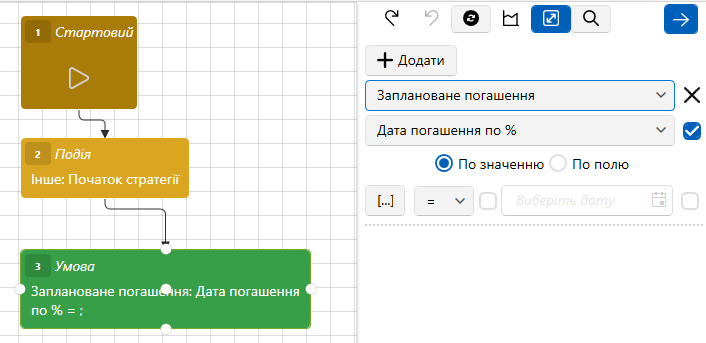 1 Стартовий
2 Подія
Інше: Початок стратегії
3 Умова
Заплановане погашення: Дата погашення
по % = ;
Додати
Заплановане погашення
Дата погашення по %
По значенню По полю
[...] = Виберіть дату